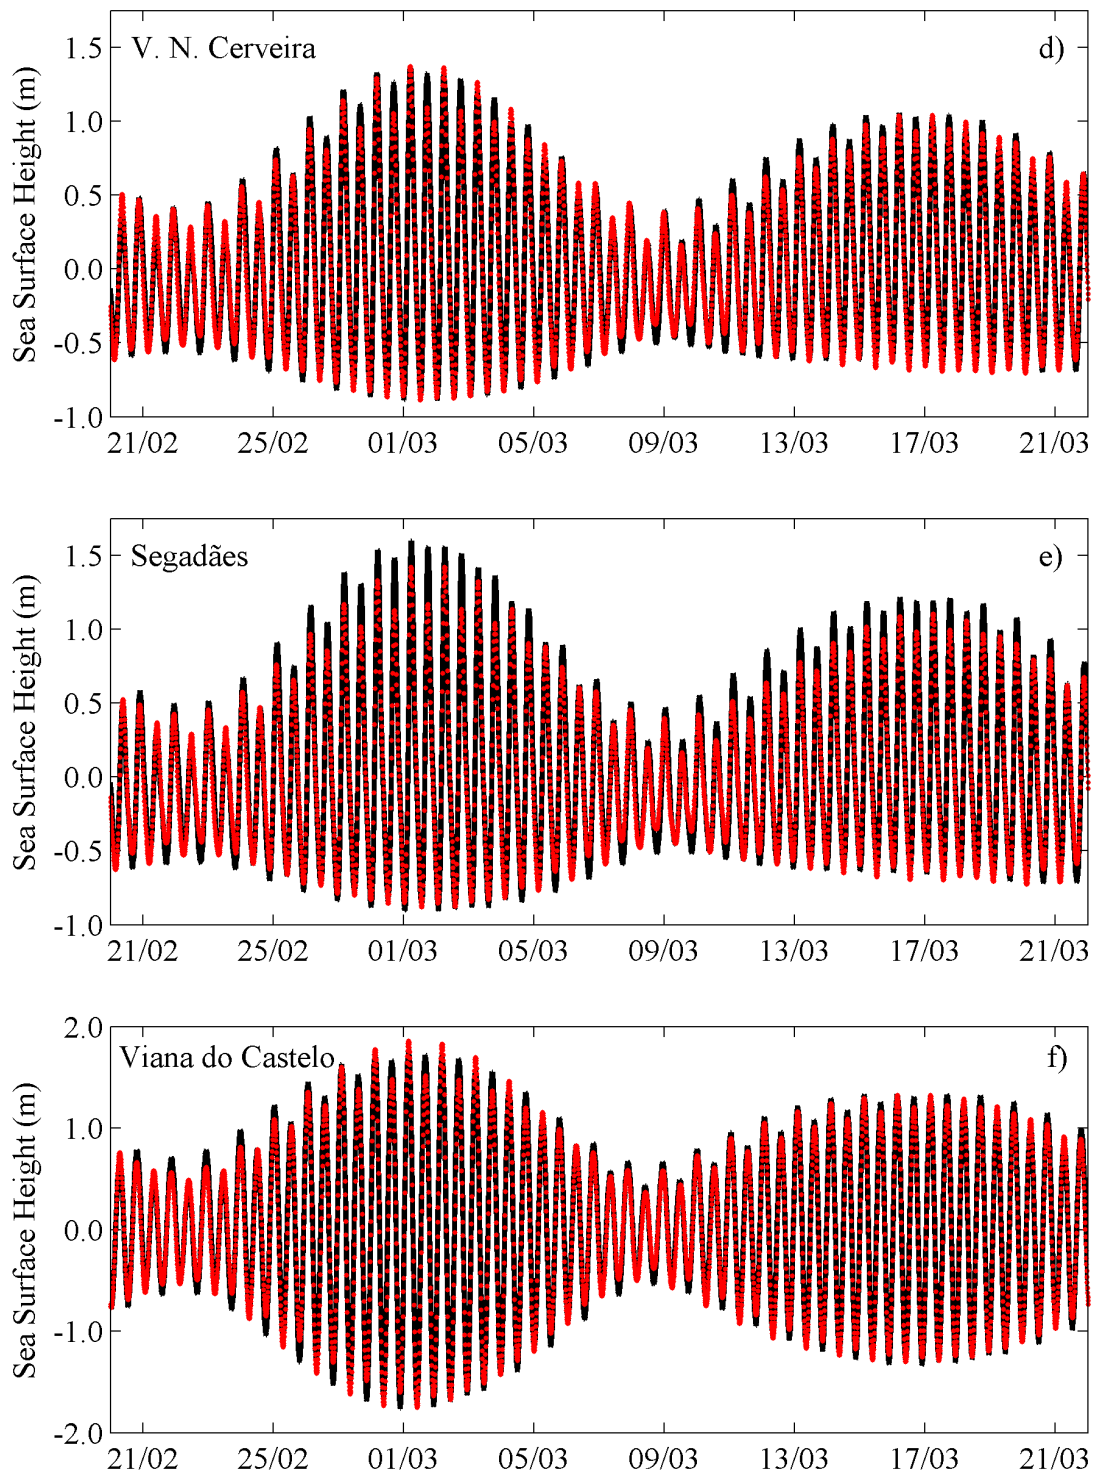 V. N. Cerveira
d)
Sea Surface Height (m)
1.5
1.0
0.5
0.0
-0.5
-1.0
21/02 25/02 01/03 05/03 09/03 13/03 17/03 21/03
Segadães
e)
Sea Surface Height (m)
1.5
1.0
0.5
0.0
-0.5
-1.0
21/02 25/02 01/03 05/03 09/03 13/03 17/03 21/03
Viana do Castelo
f)
Sea Surface Height (m)
2.0
1.0
0.0
-1.0
-2.0
21/02 25/02 01/03 05/03 09/03 13/03 17/03 21/03